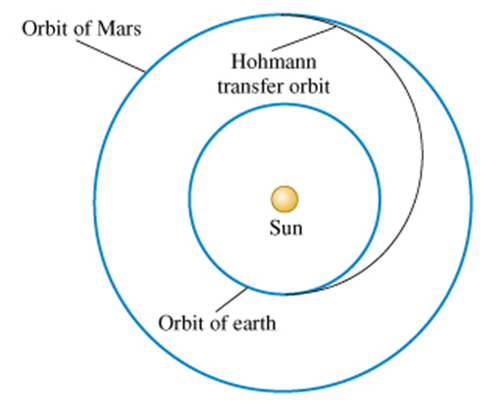 Orbit of Mars
Hohmann
transfer orbit
Sun
Orbit of earth